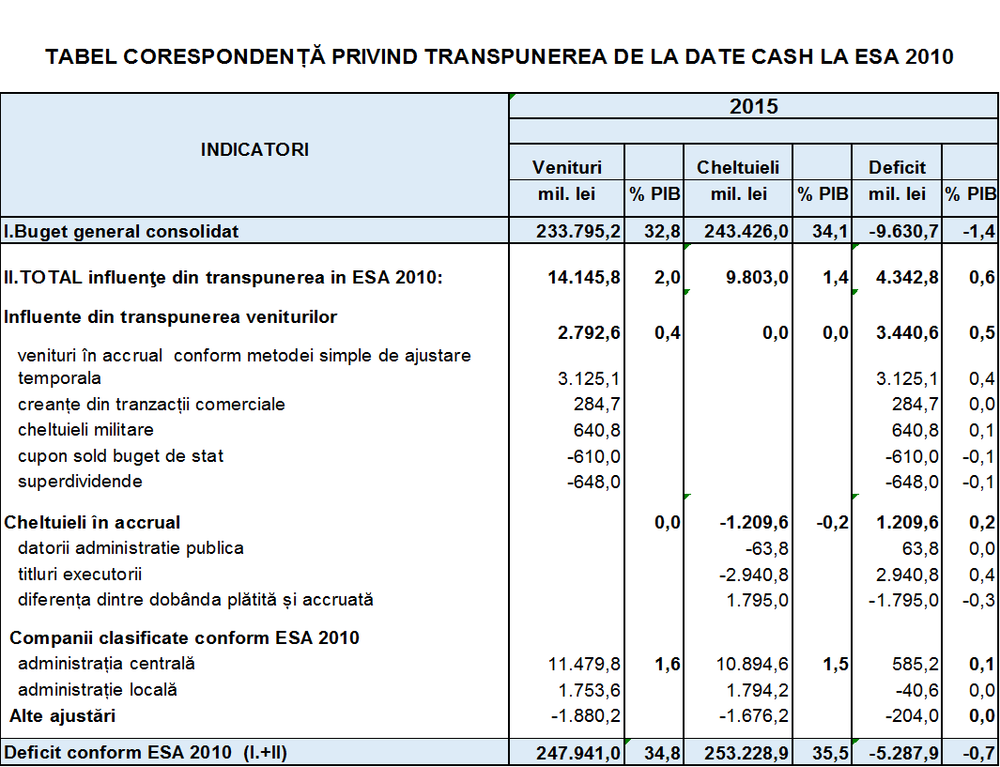 TABEL CORESPONDENȚĂ PRIVIND TRANSPUNEREA DE LA DATE CASH LA ESA 2010
INDICATORI
2015
Venituri Cheltuieli Deficit
mil. lei % PIB mil. lei % PIB mil. lei % PIB
I.Buget general consolidat 233.795,2 32,8 243.426,0 34,1 -9.630,7 -1,4
II.TOTAL influenţe din transpunerea in ESA 2010: 14.145,8 2,0 9.803,0 1,4 4.342,8 0,6
Influente din transpunerea veniturilor
2.792,6 0,4 0,0 0,0 3.440,6 0,5
venituri în accrual conform metodei simple de ajustare
temporala 3.125,1 3.125,1 0,4
creanțe din tranzacții comerciale 284,7 284,7 0,0
cheltuieli militare 640,8 640,8 0,1
cupon sold buget de stat -610,0 -610,0 -0,1
superdividende -648,0 -648,0 -0,1
Cheltuieli în accrual 0,0 -1.209,6 -0,2 1.209,6 0,2
datorii administratie publica -63,8 63,8 0,0
titluri executorii -2.940,8 2.940,8 0,4
diferența dintre dobânda plătită și accruată 1.795,0 -1.795,0 -0,3
Companii clasificate conform ESA 2010
administrația centrală 11.479,8 1,6 10.894,6 1,5 585,2 0,1
administrație locală 1.753,6 1.794,2 -40,6 0,0
Alte ajustări -1.880,2 -1.676,2 -204,0 0,0
Deficit conform ESA 2010 (I.+II) 247.941,0 34,8 253.228,9 35,5 -5.287,9 -0,7